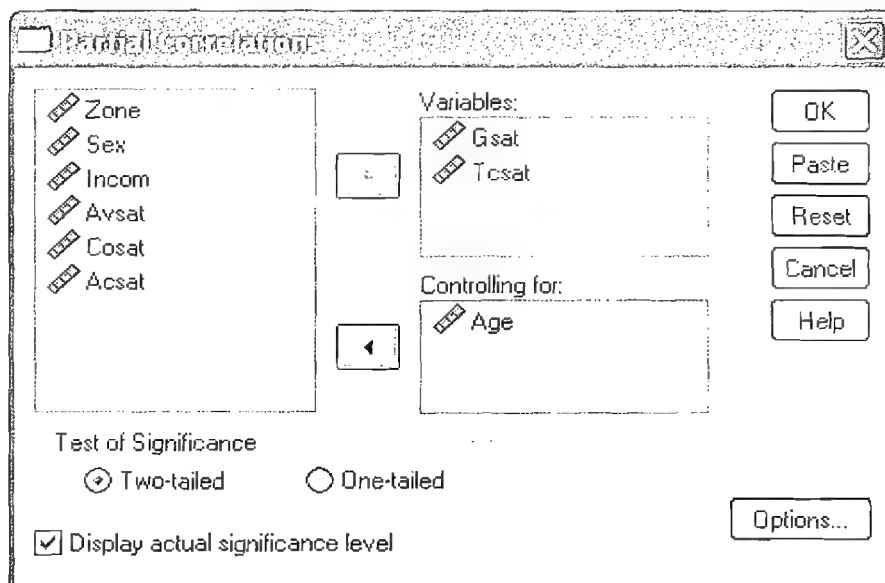 Partial Correlations
Zone
Sex
Incom
Avsat
Cosat
Acsat
Variables:
Gsat
Tcsat
Controlling for:
Age
OK
Paste
Reset
Cancel
Help
Test of Significance
Two-tailed
One-tailed
Display actual significance level
Options...